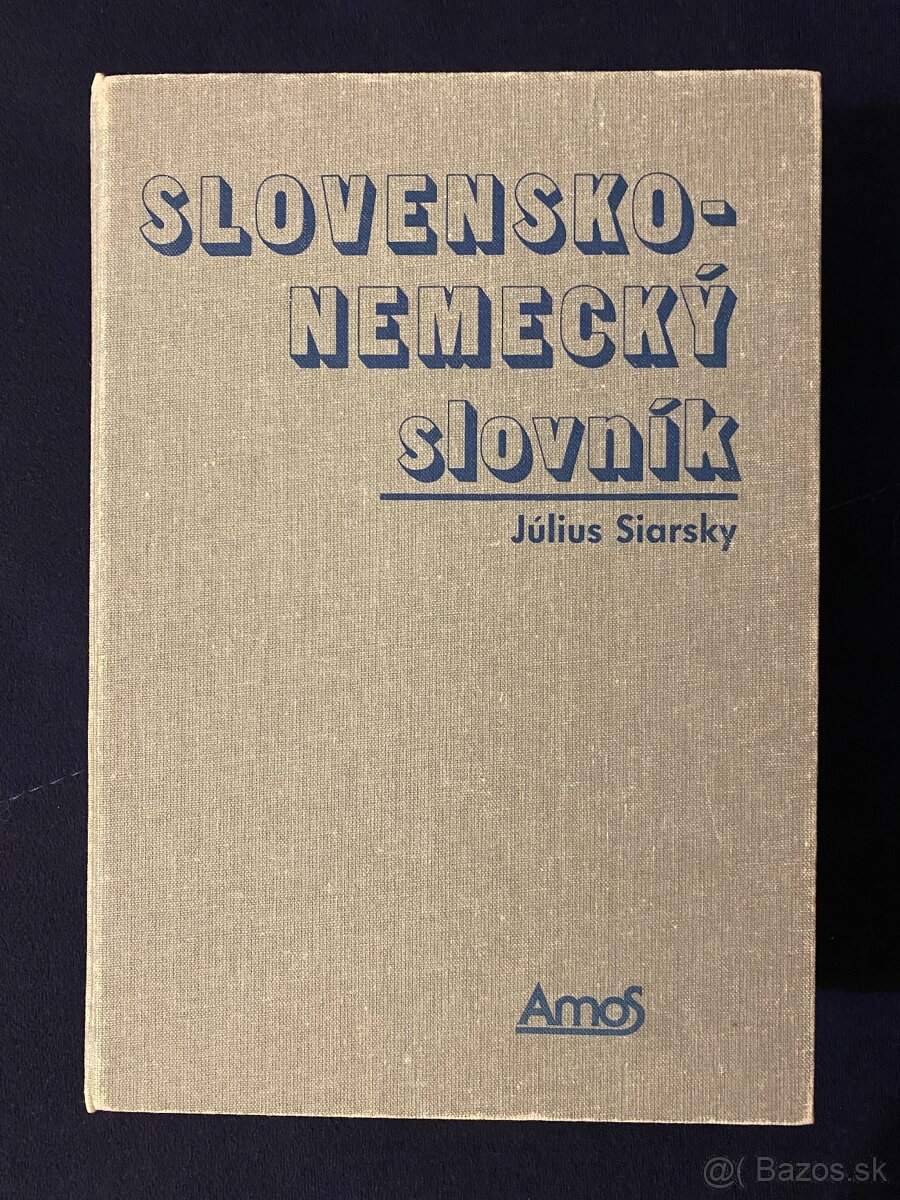 SLOVENSKO-
NEMECKÝ
slovník
Július Siarsky
Amos
@( Bazos.sk